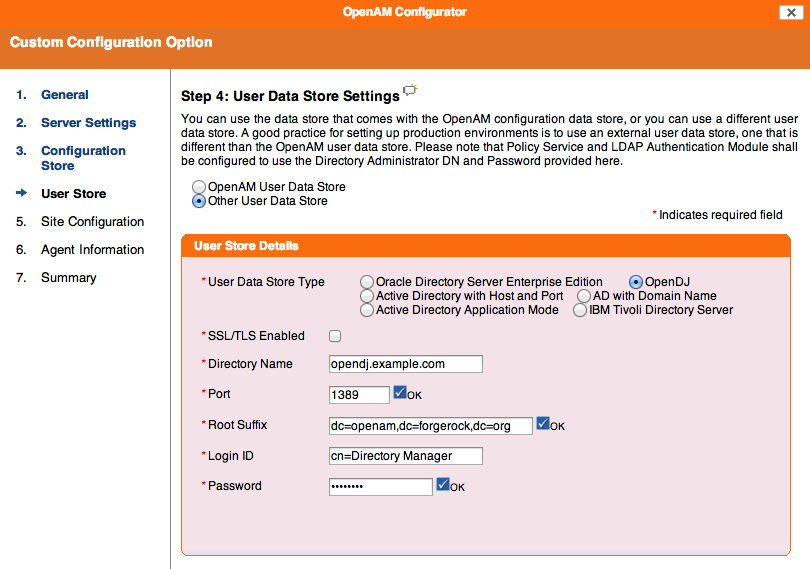 OpenAM Configurator
Custom Configuration Option
1. General
2. Server Settings
3. Configuration
Store
User Store
5. Site Configuration
6. Agent Information
7. Summary
Step 4: User Data Store Settings
You can use the data store that comes with the OpenAM configuration data store, or you can use a different user
data store. A good practice for setting up production environments is to use an external user data store, one that is
different than the OpenAM user data store. Please note that Policy Service and LDAP Authentication Module shall
be configured to use the Directory Administrator DN and Password provided here.
OpenAM User Data Store
Other User Data Store
* Indicates required field
User Store Details
* User Data Store Type
Oracle Directory Server Enterprise Edition OpenDJ
Active Directory with Host and Port AD with Domain Name
Active Directory Application Mode IBM Tivoli Directory Server
* SSL/TLS Enabled
* Directory Name opendj.example.com
* Port 1389 OK
* Root Suffix dc=openam,dc=forgerock,dc=org OK
* Login ID cn=Directory Manager
* Password •••••••• OK